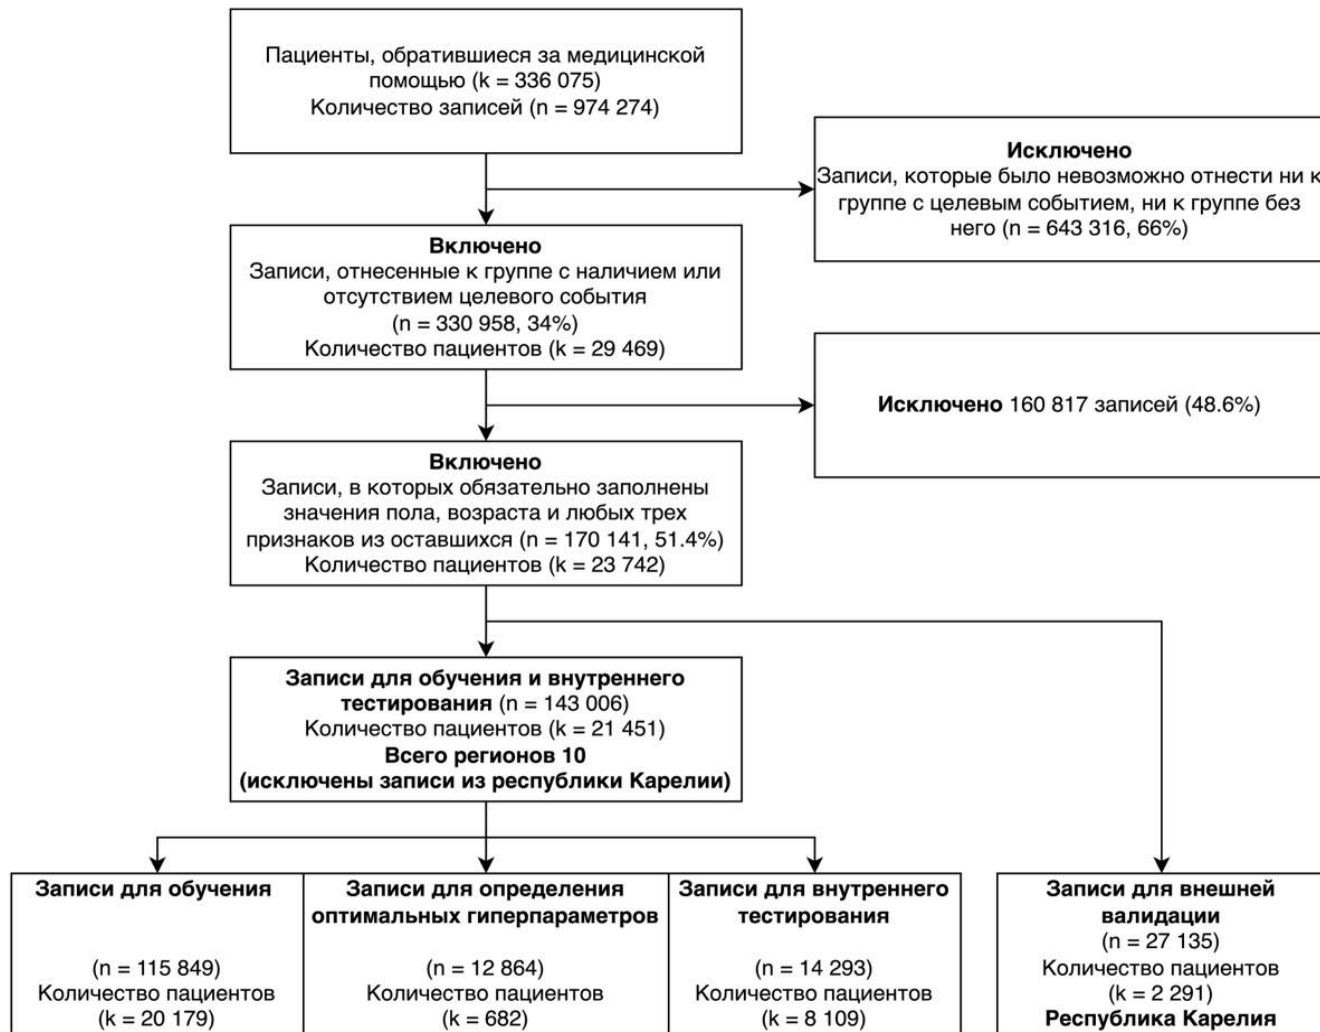 Пациенты, обратившиеся за медицинской
помощью (k = 336 075)
Количество записей (n = 974 274)
Исключено
Записи, которые было невозможно отнести ни к
группе с целевым событием, ни к группе без
него (n = 643 316, 66%)
Включено
Записи, отнесенные к группе с наличием или
отсутствием целевого события
(n = 330 958, 34%)
Количество пациентов (k = 29 469)
Исключено 160 817 записей (48.6%)
Включено
Записи, в которых обязательно заполнены
значения пола, возраста и любых трех
признаков из оставшихся (n = 170 141, 51.4%)
Количество пациентов (k = 23 742)
Записи для обучения и внутреннего
тестирования (n = 143 006)
Количество пациентов (k = 21 451)
Всего регионов 10
(исключены записи из республики Карелии)
Записи для обучения
(n = 115 849)
Количество пациентов
(k = 20 179)
Записи для определения
оптимальных гиперпараметров
(n = 12 864)
Количество пациентов
(k = 682)
Записи для внутреннего
тестирования
(n = 14 293)
Количество пациентов
(k = 8 109)
Записи для внешней
валидации
(n = 27 135)
Количество пациентов
(k = 2 291)
Республика Карелия